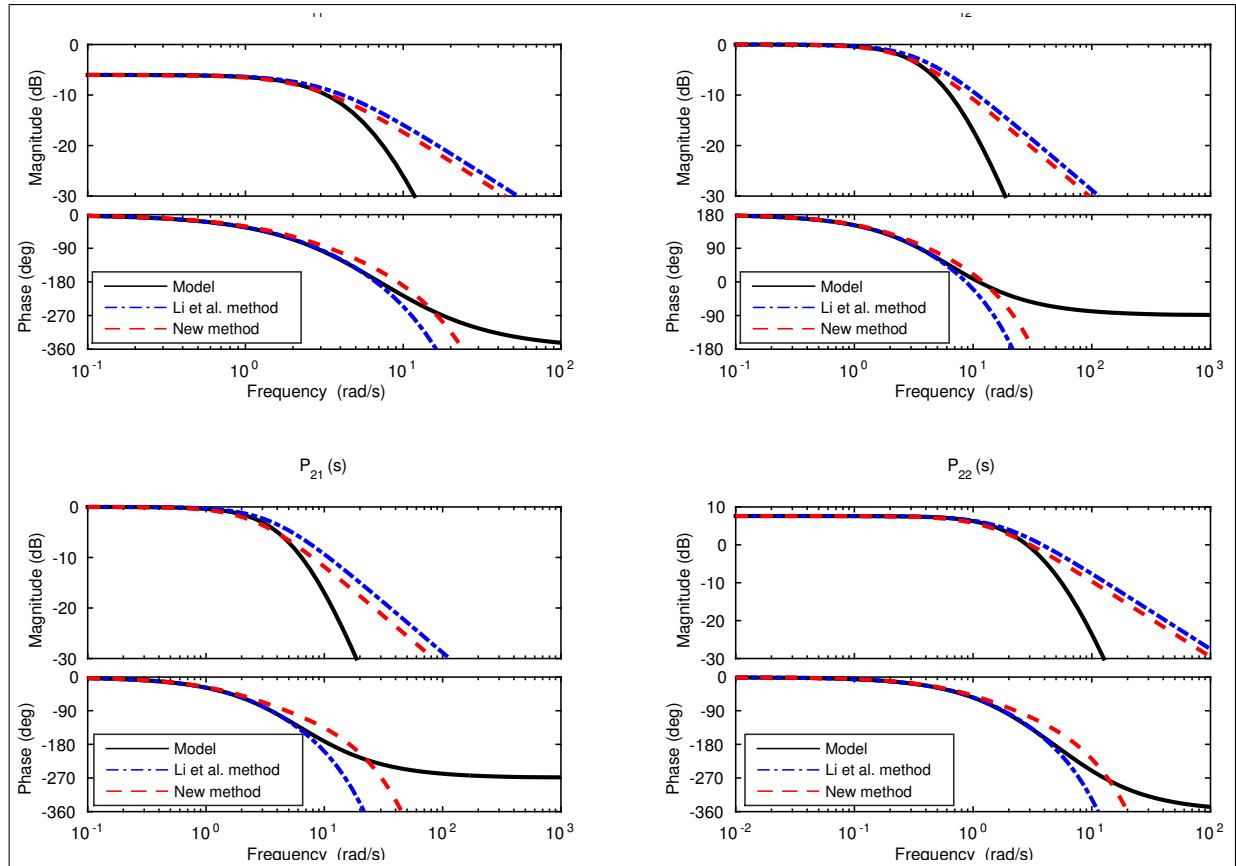 0
-10
-20
-30
Magnitude (dB)
0
-90
-180
-270
-360
Phase (deg)
Model
Li et al. method
New method
10^-1 10^0 10^1 10^2
Frequency (rad/s)
0
-10
-20
-30
Magnitude (dB)
180
90
0
-90
-180
Phase (deg)
Model
Li et al. method
New method
10^-1 10^0 10^1 10^2 10^3
Frequency (rad/s)
P_21 (s)
0
-10
-20
-30
Magnitude (dB)
0
-90
-180
-270
-360
Phase (deg)
Model
Li et al. method
New method
10^-1 10^0 10^1 10^2 10^3
Frequency (rad/s)
P_22 (s)
10
0
-10
-20
-30
Magnitude (dB)
0
-90
-180
-270
-360
Phase (deg)
Model
Li et al. method
New method
10^-2 10^-1 10^0 10^1 10^2
Frequency (rad/s)